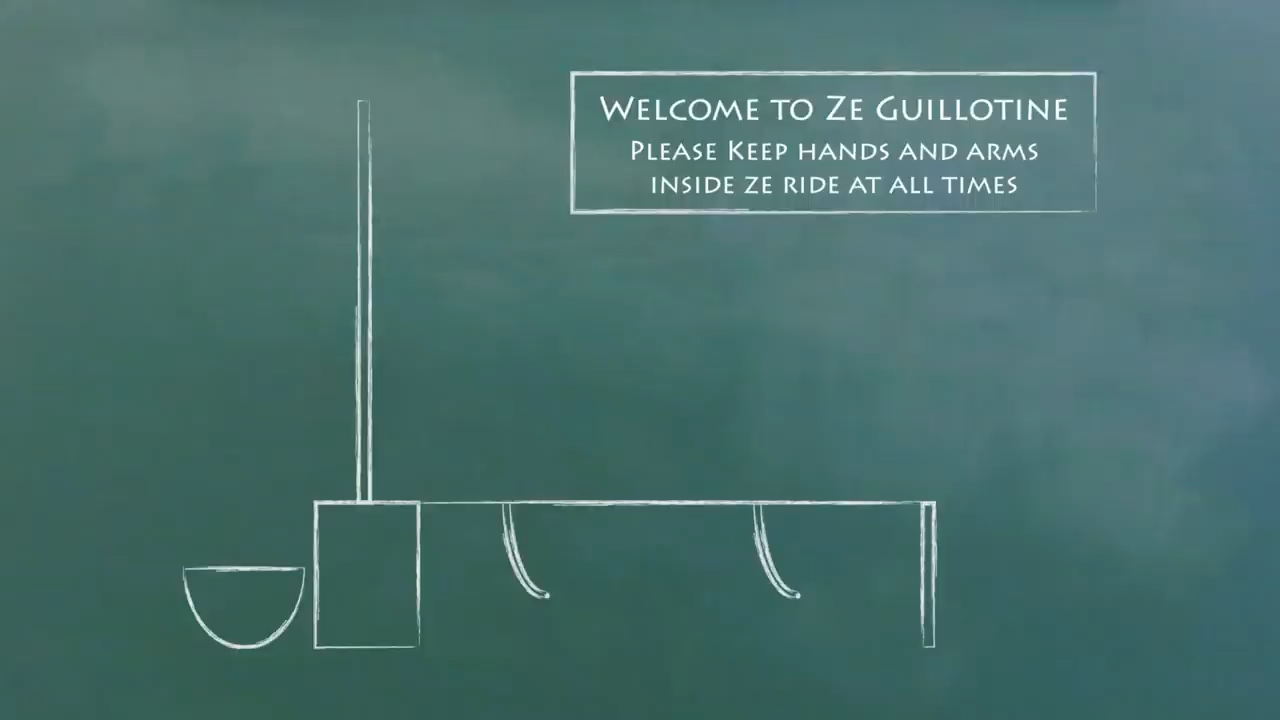 Welcome to Ze Guillotine
Please Keep hands and arms
inside ze ride at all times